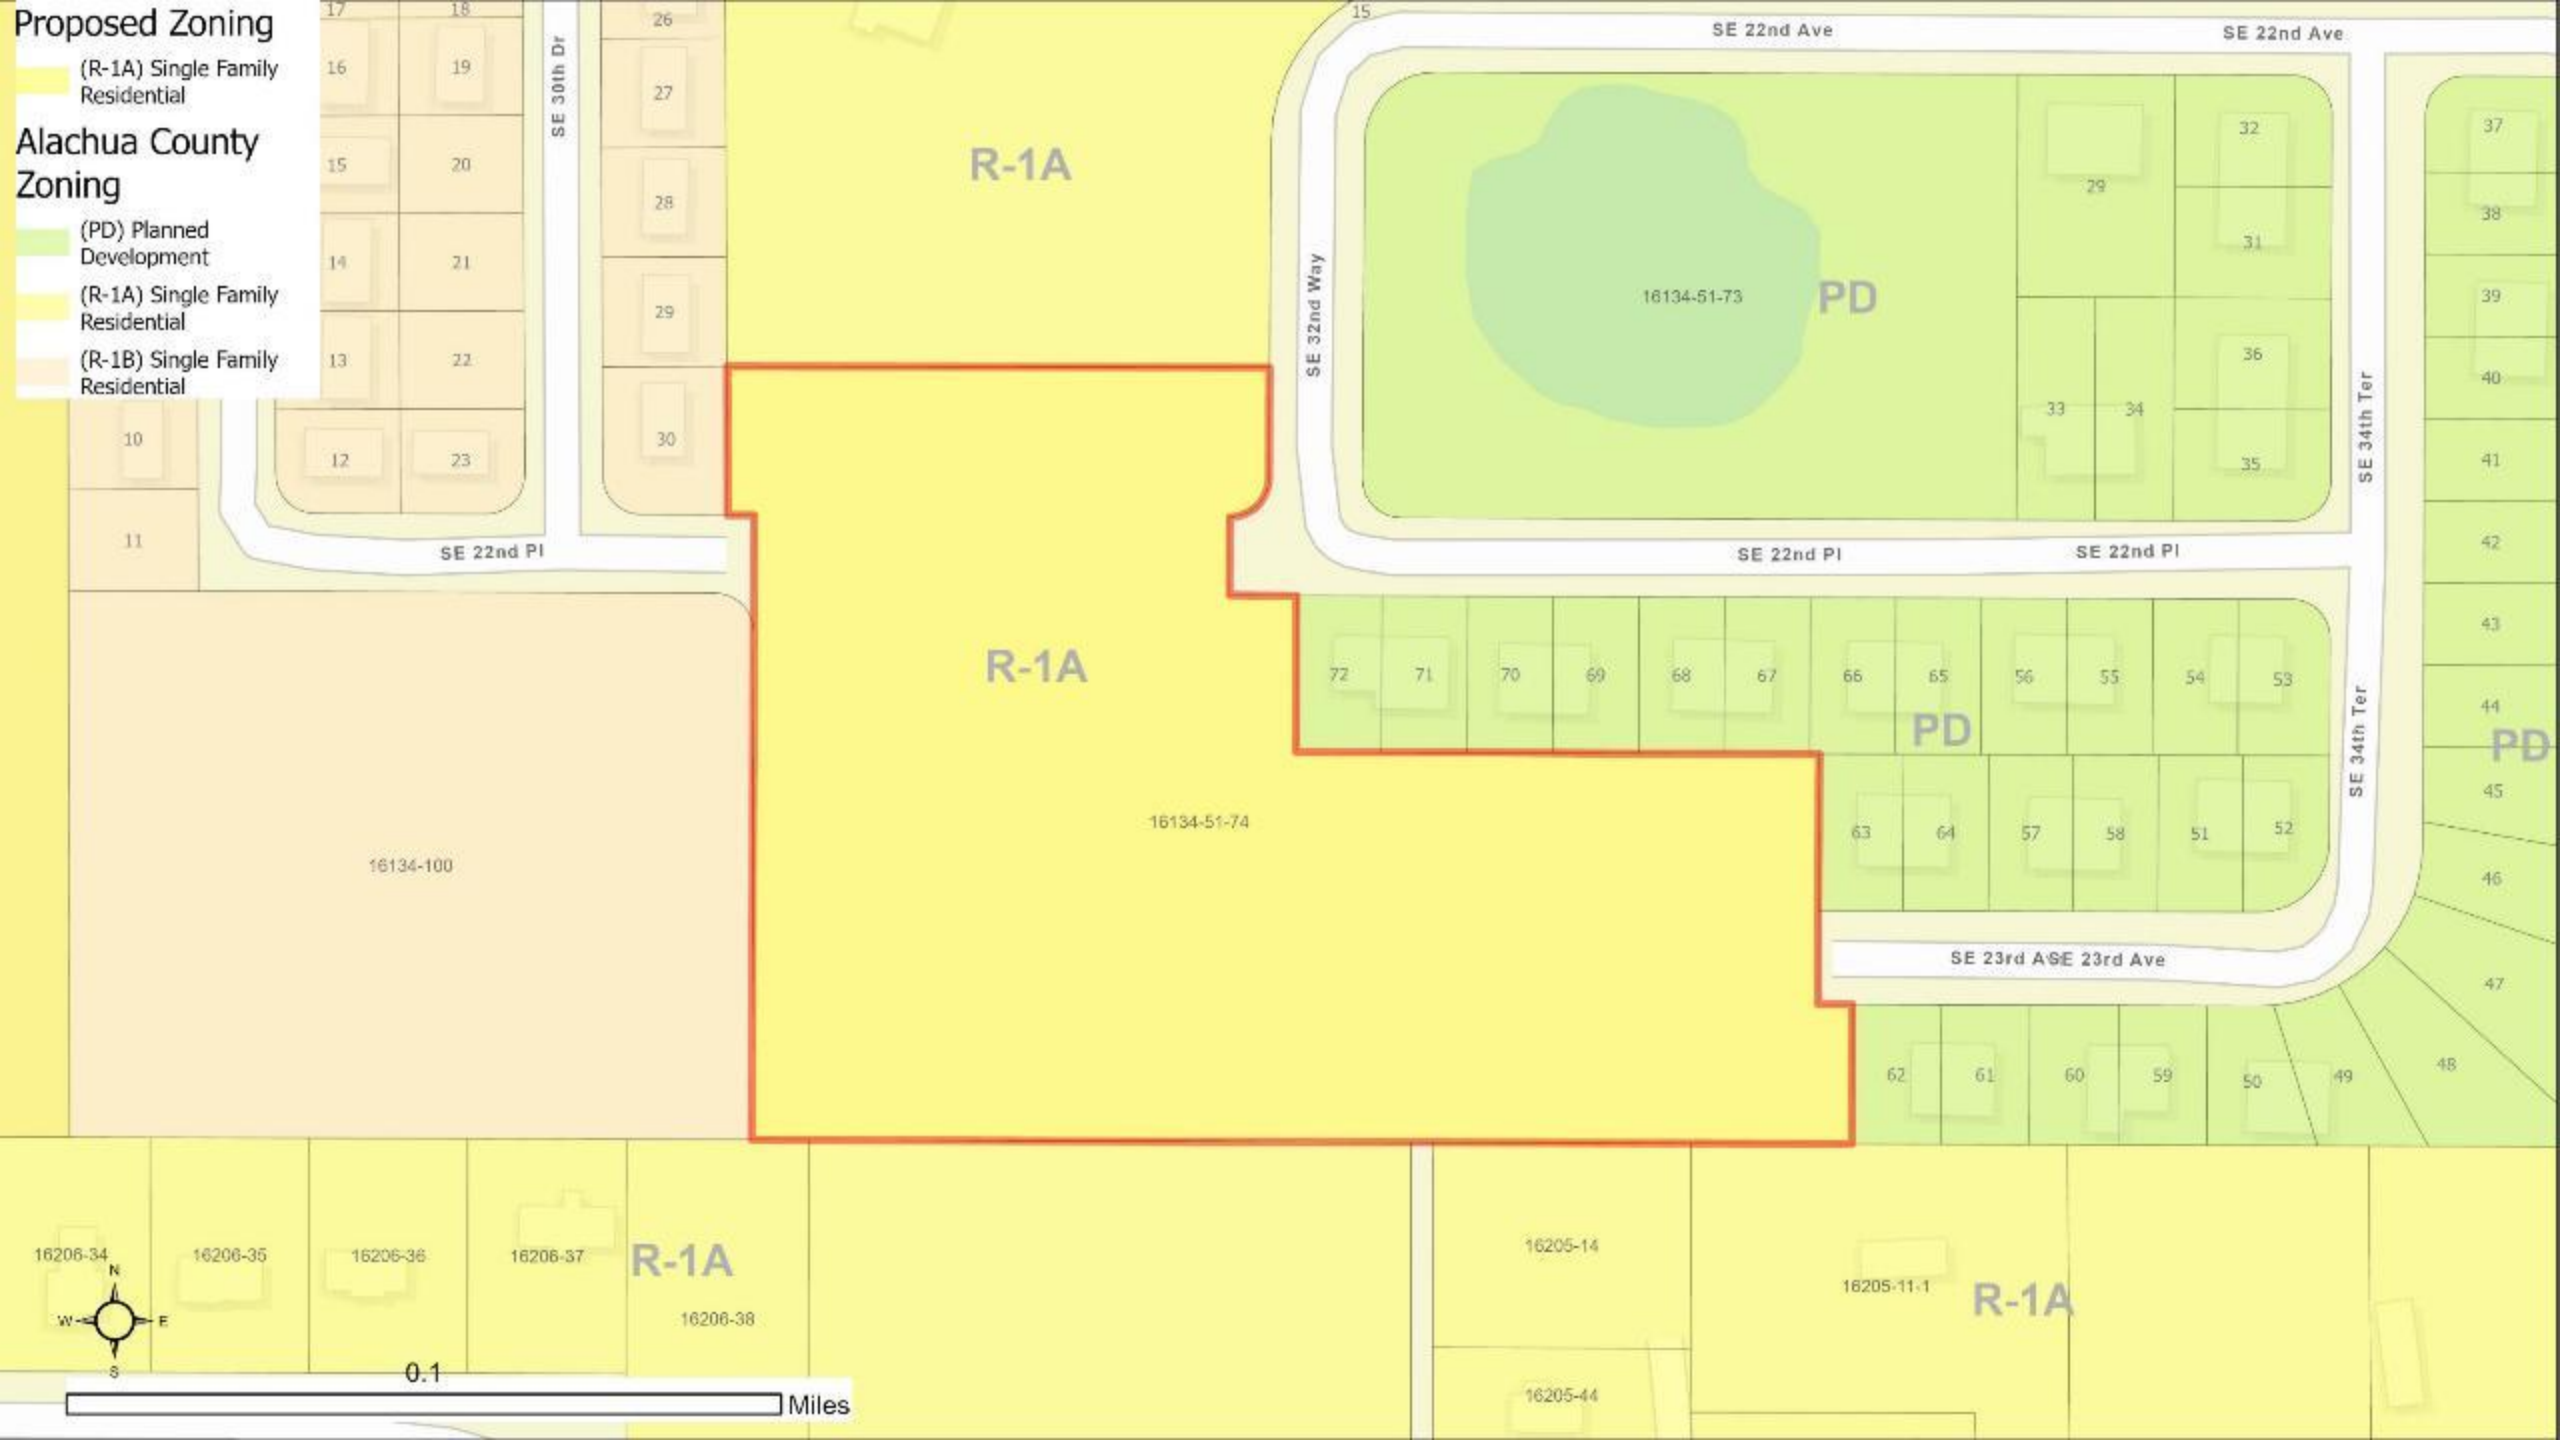 Proposed Zoning
(R-1A) Single Family
Residential
Alachua County
Zoning
(PD) Planned
Development
(R-1A) Single Family
Residential
(R-1B) Single Family
Residential
17
18
16
19
15
20
14
21
13
22
12
23
10
11
SE 30th Dr
26
27
28
29
30
SE 22nd Pl
R-1A
15
SE 22nd Ave
SE 22nd Ave
SE 32nd Way
16134-51-73
PD
29
32
31
33
34
36
35
SE 34th Ter
37
38
39
40
41
42
43
44
PD
45
46
47
48
SE 22nd Pl
SE 22nd Pl
R-1A
72
71
70
69
68
67
66
65
56
55
54
53
PD
SE 34th Ter
16134-51-74
16134-100
63
64
57
58
51
52
SE 23rd Ave
SE 23rd Ave
62
61
60
59
50
49
16206-34
16206-35
16206-36
16206-37
R-1A
16206-38
16205-14
16205-11-1
R-1A
16205-44
N
W
E
S
0.1
Miles